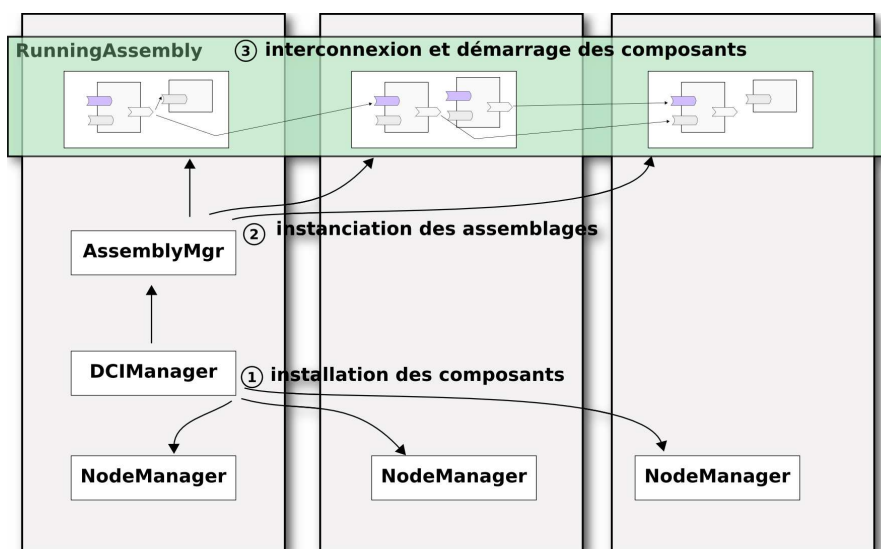 RunningAssembly ③ interconnexion et démarrage des composants
② instanciation des assemblages
AssemblyMgr
DCIManager
① installation des composants
NodeManager
NodeManager
NodeManager